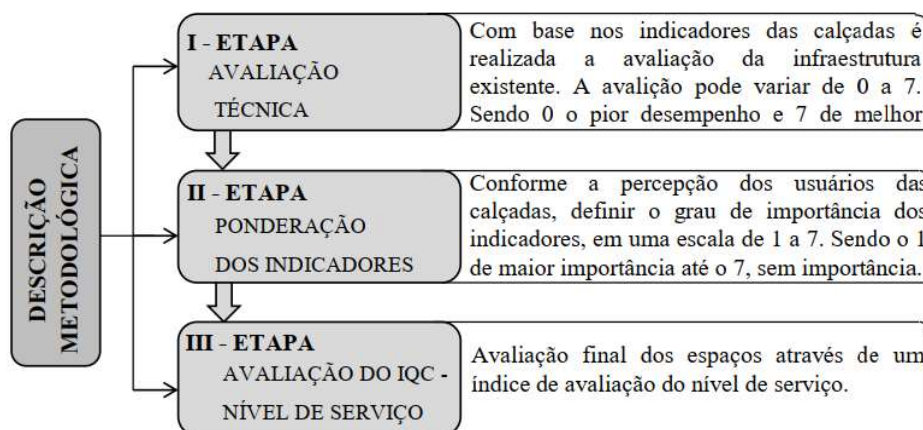 DESCRIÇÃO
METODOLÓGICA
I - ETAPA
AVALIAÇÃO
TÉCNICA
Com base nos indicadores das calçadas é
realizada a avaliação da infraestrutura
existente. A avalição pode variar de 0 a 7.
Sendo 0 o pior desempenho e 7 de melhor
II - ETAPA
PONDERAÇÃO
DOS INDICADORES
Conforme a percepção dos usuários das
calçadas, definir o grau de importância dos
indicadores, em uma escala de 1 a 7. Sendo o 1
de maior importância até o 7, sem importância.
III - ETAPA
AVALIAÇÃO DO IQC -
NÍVEL DE SERVIÇO
Avaliação final dos espaços através de um
índice de avaliação do nível de serviço.